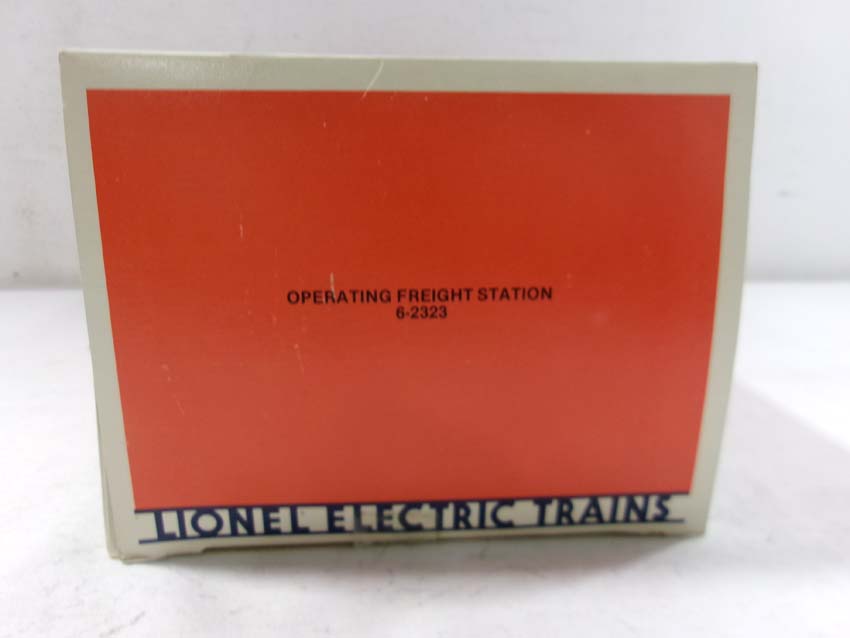 OPERATING FREIGHT STATION
6-2323
LIONEL ELECTRIC TRAINS